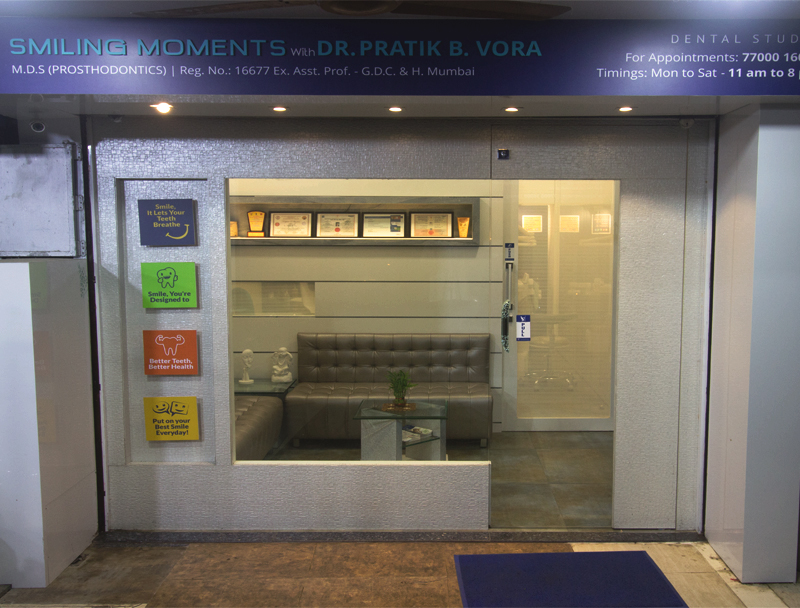 SMILING MOMENTS With DR. PRATIK B. VORA
M.D.S (PROSTHODONTICS) | Reg. No.: 16677 Ex. Asst. Prof. - G.D.C. & H. Mumbai
DENTAL STUD
For Appointments: 77000 160
Timings: Mon to Sat - 11 am to 8 p
Smile,
It Lets Your
Teeth
Breathe
Smile, You're
Designed to
Better Teeth,
Better Health
Put on your
Best Smile
Everyday!
PULL